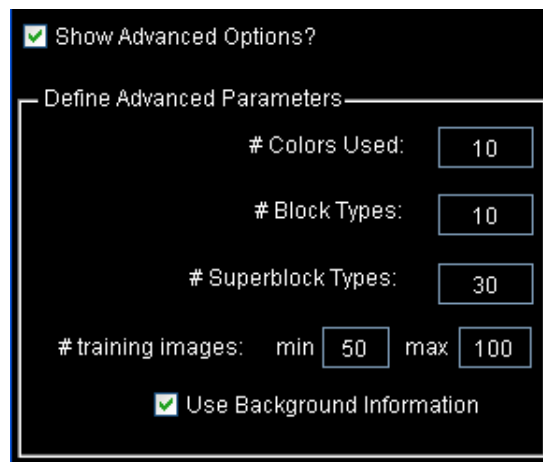 Show Advanced Options?
Define Advanced Parameters
# Colors Used: 10
# Block Types: 10
# Superblock Types: 30
# training images: min 50 max 100
Use Background Information